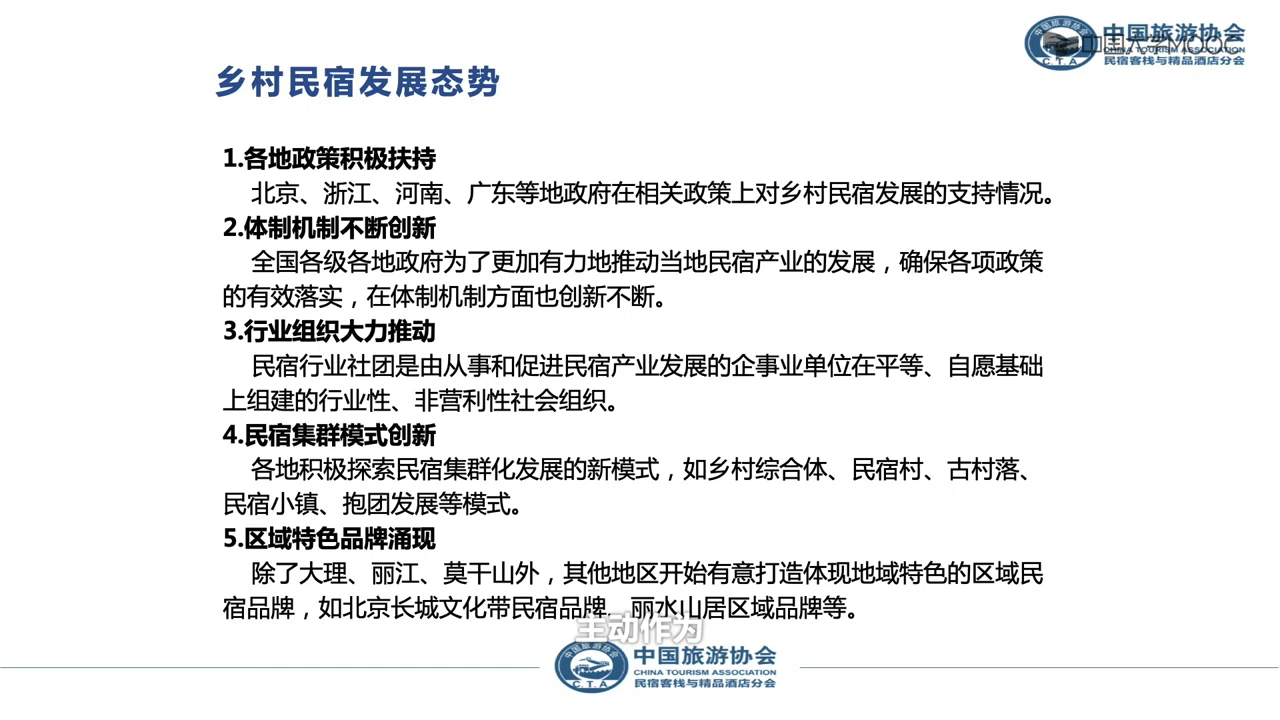 中国旅游协会
中国大学MOOC
CHINA TOURISM ASSOCIATION
民宿客栈与精品酒店分会
C.T.A
乡村民宿发展态势
1.各地政策积极扶持
北京、浙江、河南、广东等地政府在相关政策上对乡村民宿发展的支持情况。
2.体制机制不断创新
全国各级各地政府为了更加有力地推动当地民宿产业的发展，确保各项政策
的有效落实，在体制机制方面也创新不断。
3.行业组织大力推动
民宿行业社团是由从事和促进民宿产业发展的企事业单位在平等、自愿基础
上组建的行业性、非营利性社会组织。
4.民宿集群模式创新
各地积极探索民宿集群化发展的新模式，如乡村综合体、民宿村、古村落、
民宿小镇、抱团发展等模式。
5.区域特色品牌涌现
除了大理、丽江、莫干山外，其他地区开始有意打造体现地域特色的区域民
宿品牌，如北京长城文化带民宿品牌、丽水山居区域品牌等。
主动作为
中国旅游协会
CHINA TOURISM ASSOCIATION
民宿客栈与精品酒店分会
C.T.A